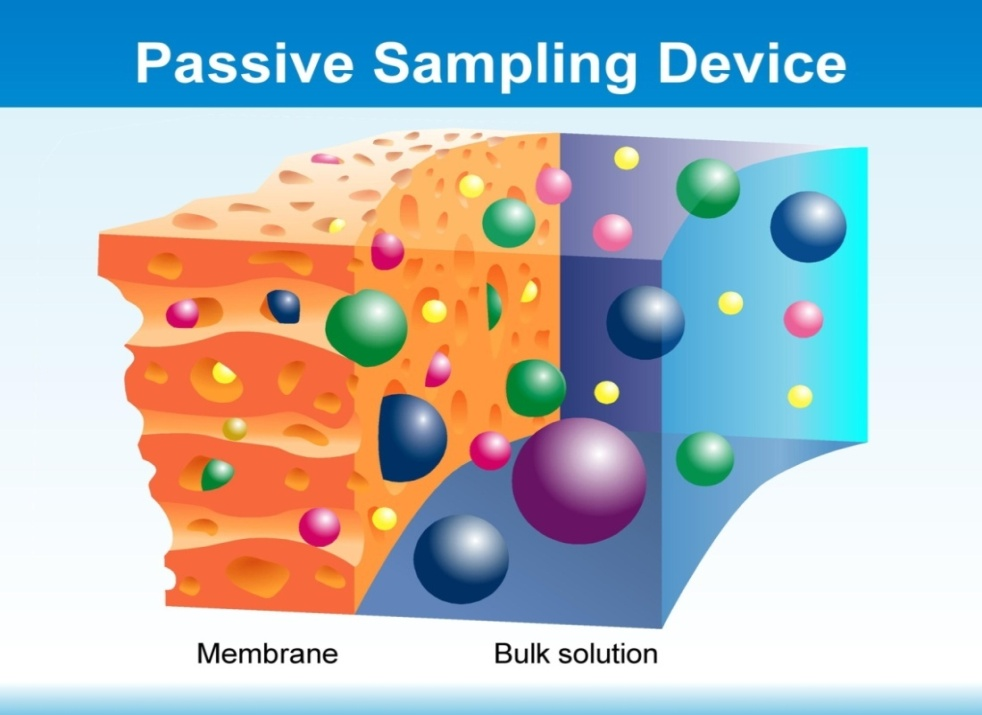 Passive Sampling Device
Membrane
Bulk solution